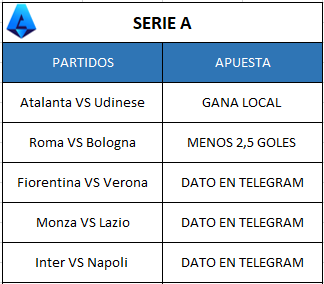 SERIE A
PARTIDOS APUESTA
Atalanta VS Udinese GANA LOCAL
Roma VS Bologna MENOS 2,5 GOLES
Fiorentina VS Verona DATO EN TELEGRAM
Monza VS Lazio DATO EN TELEGRAM
Inter VS Napoli DATO EN TELEGRAM